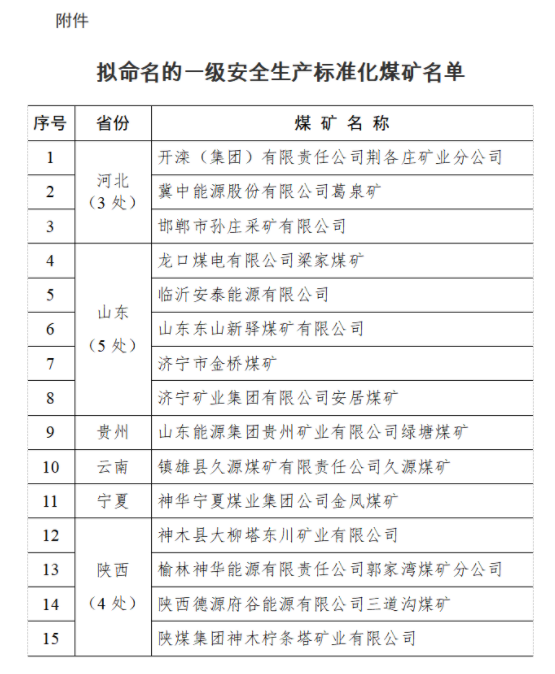 附件
拟命名的一级安全生产标准化煤矿名单
序号 省份 煤 矿 名 称
1 河北（3 处） 开滦（集团）有限责任公司荆各庄矿业分公司
2 冀中能源股份有限公司葛泉矿
3 邯郸市孙庄采矿有限公司
4 山东（5 处） 龙口煤电有限公司梁家煤矿
5 临沂安泰能源有限公司
6 山东东山新驿煤矿有限公司
7 济宁市金桥煤矿
8 济宁矿业集团有限公司安居煤矿
9 贵州 山东能源集团贵州矿业有限公司绿塘煤矿
10 云南 镇雄县久源煤矿有限责任公司久源煤矿
11 宁夏 神华宁夏煤业集团公司金凤煤矿
12 陕西（4 处） 神木县大柳塔东川矿业有限公司
13 榆林神华能源有限责任公司郭家湾煤矿分公司
14 陕西德源府谷能源有限公司三道沟煤矿
15 陕煤集团神木柠条塔矿业有限公司